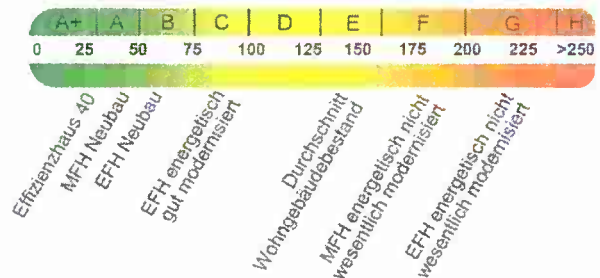 A+ A B C D E F G H
0 25 50 75 100 125 150 175 200 225 >250
Effizienzhaus 40
MFH Neubau
EFH Neubau
EFH energetisch
gut modernisiert
Durchschnitt
Wohngebäudebestand
MFH energetisch nicht
wesentlich modernisiert
EFH energetisch nicht
wesentlich modernisiert